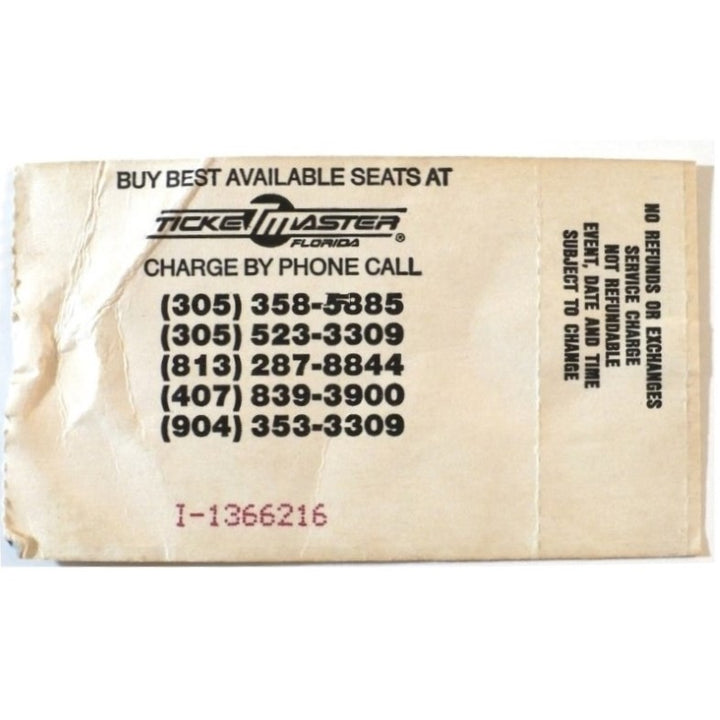 BUY BEST AVAILABLE SEATS AT
TICKETMASTER®
FLORIDA
CHARGE BY PHONE CALL
(305) 358-5885
(305) 523-3309
(813) 287-8844
(407) 839-3900
(904) 353-3309
I-1366216
NO REFUNDS OR EXCHANGES
SERVICE CHARGE
NOT REFUNDABLE
EVENT, DATE AND TIME
SUBJECT TO CHANGE